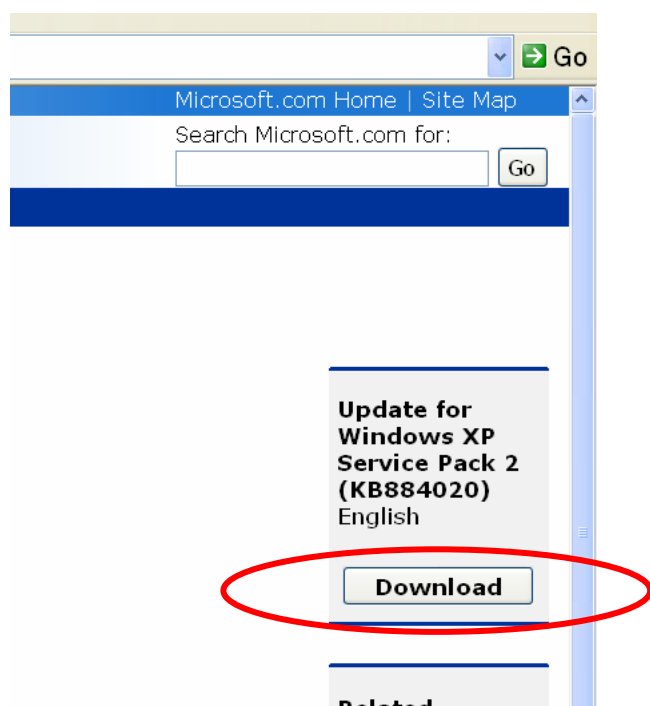 Go
Microsoft.com Home | Site Map
Search Microsoft.com for:
Go
Update for
Windows XP
Service Pack 2
(KB884020)
English
Download
Related